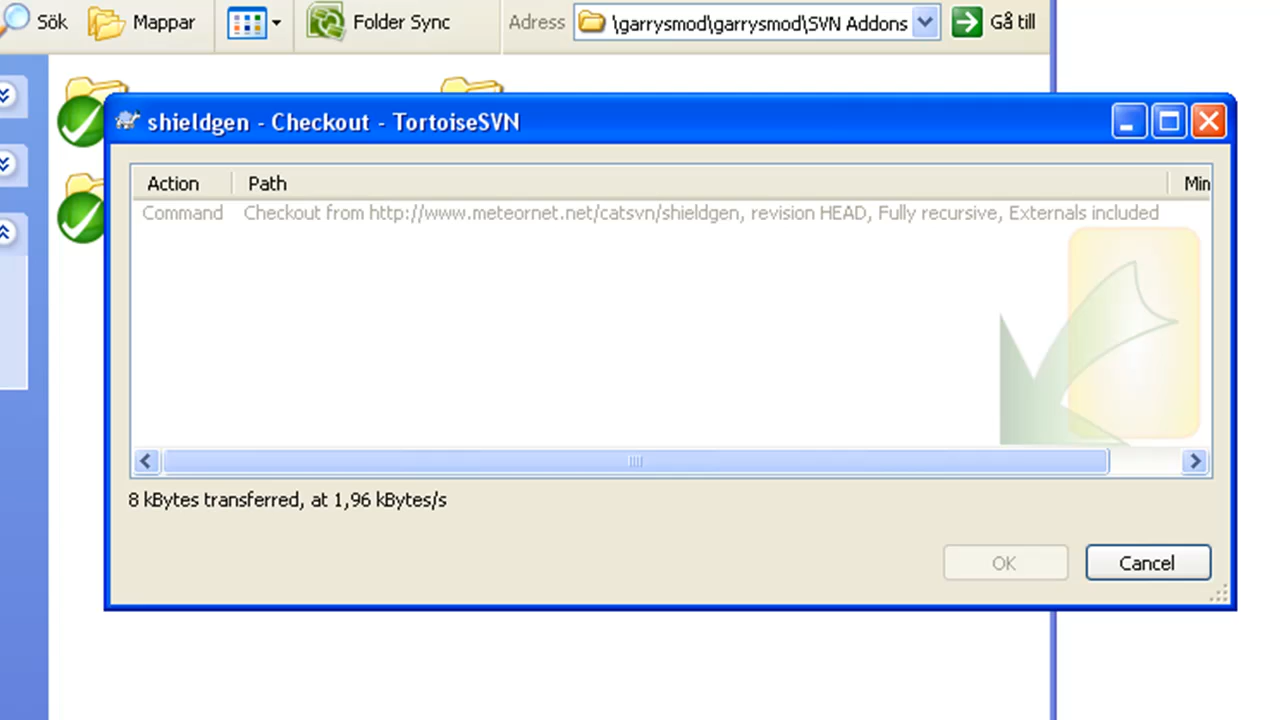 Sök Mappar Folder Sync Adress \garrysmod\garrysmod\SVN Addons Gå till
shieldgen - Checkout - TortoiseSVN
Action Path Min
Command Checkout from http://www.meteornet.net/catsvn/shieldgen, revision HEAD, Fully recursive, Externals included
8 kBytes transferred, at 1,96 kBytes/s
OK Cancel